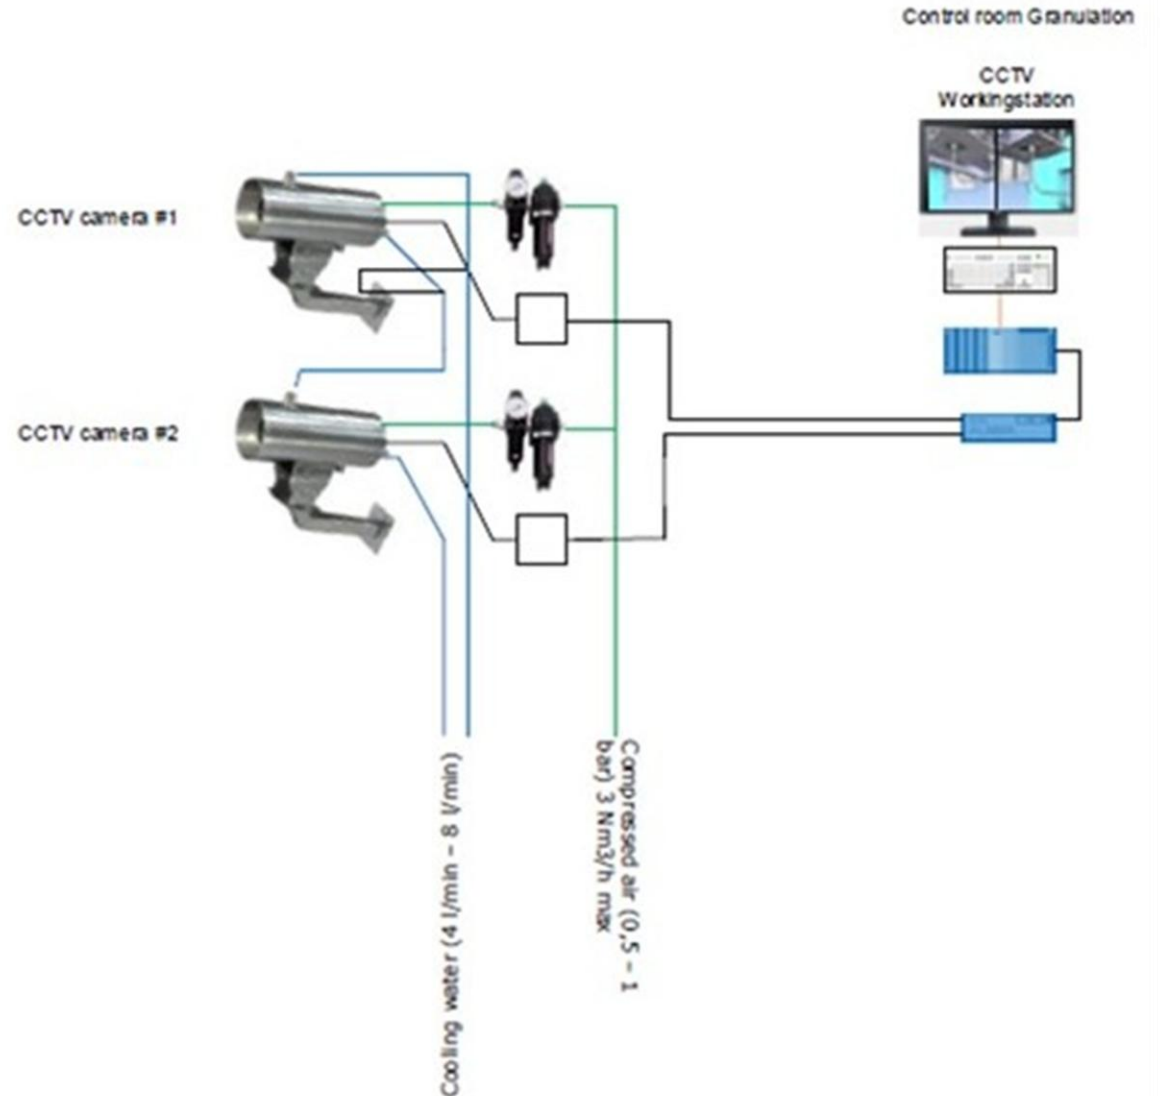 Control room Granulation
CCTV
Workingstation
CCTV camera #1
CCTV camera #2
Cooling water (4 l/min – 8 l/min)
Compressed air (0,5 – 1
bar) 3 Nm3/h max